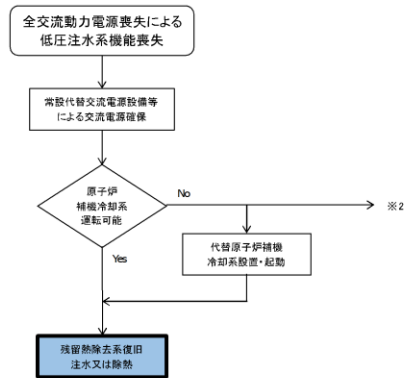 全交流動力電源喪失による
低圧注水系機能喪失
常設代替交流電源設備等
による交流電源確保
原子炉
補機冷却系
運転可能
No
※2
代替原子炉補機
冷却系設置・起動
Yes
残留熱除去系復旧
注水又は除熱